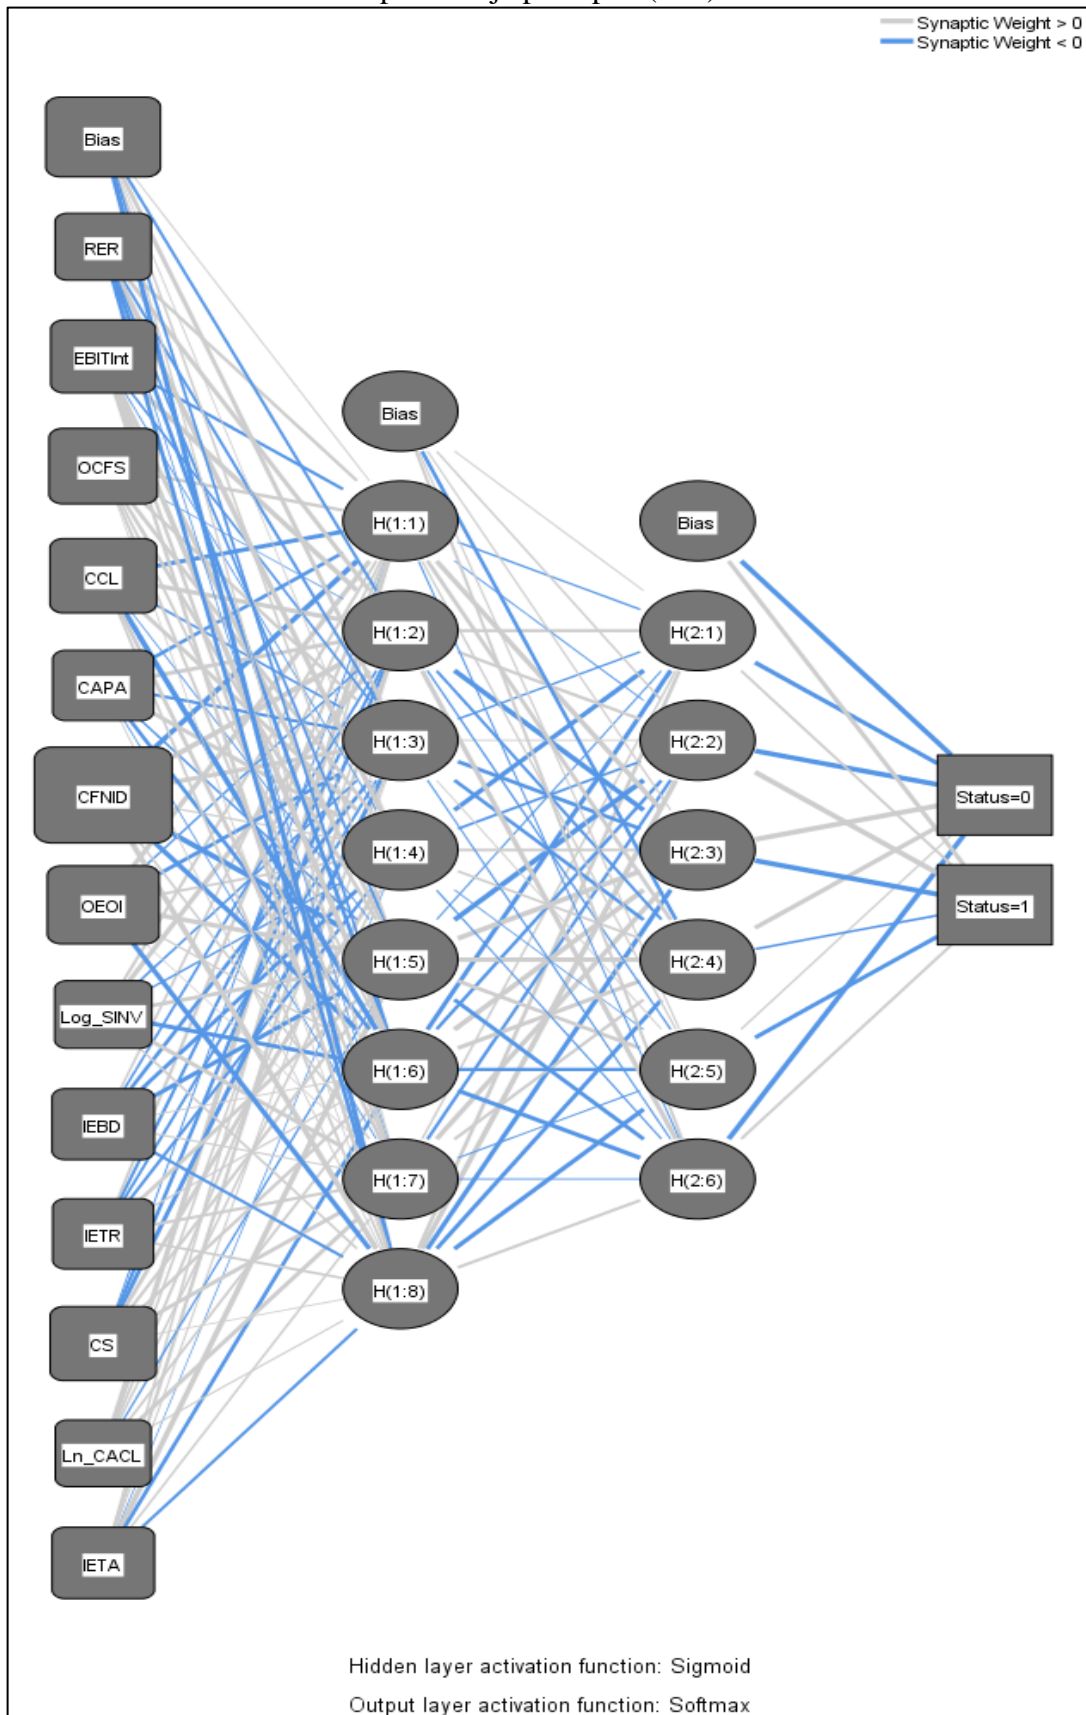 Synaptic Weight > 0
Synaptic Weight < 0
Bias
RER
EBITInt
OCFS
CCL
CAPA
CFNID
OEOI
Log_SINV
IEBD
IETR
CS
Ln_CACL
IETA
Bias
H(1:1)
H(1:2)
H(1:3)
H(1:4)
H(1:5)
H(1:6)
H(1:7)
H(1:8)
Bias
H(2:1)
H(2:2)
H(2:3)
H(2:4)
H(2:5)
H(2:6)
Status=0
Status=1
Hidden layer activation function: Sigmoid
Output layer activation function: Softmax